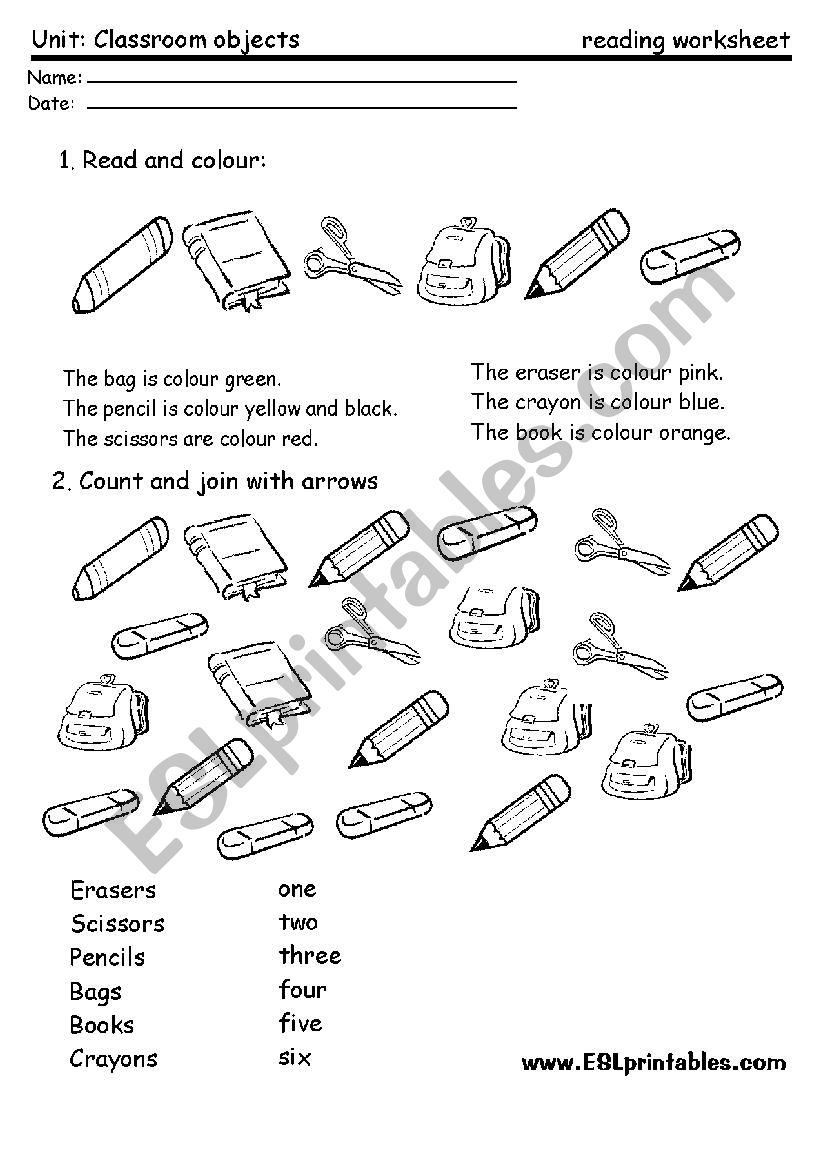 Unit: Classroom objects reading worksheet
Name:
Date:
1. Read and colour:
The bag is colour green.
The pencil is colour yellow and black.
The scissors are colour red.
The eraser is colour pink.
The crayon is colour blue.
The book is colour orange.
2. Count and join with arrows
Erasers one
Scissors two
Pencils three
Bags four
Books five
Crayons six
www.ESLprintables.com
ESLprintables.com